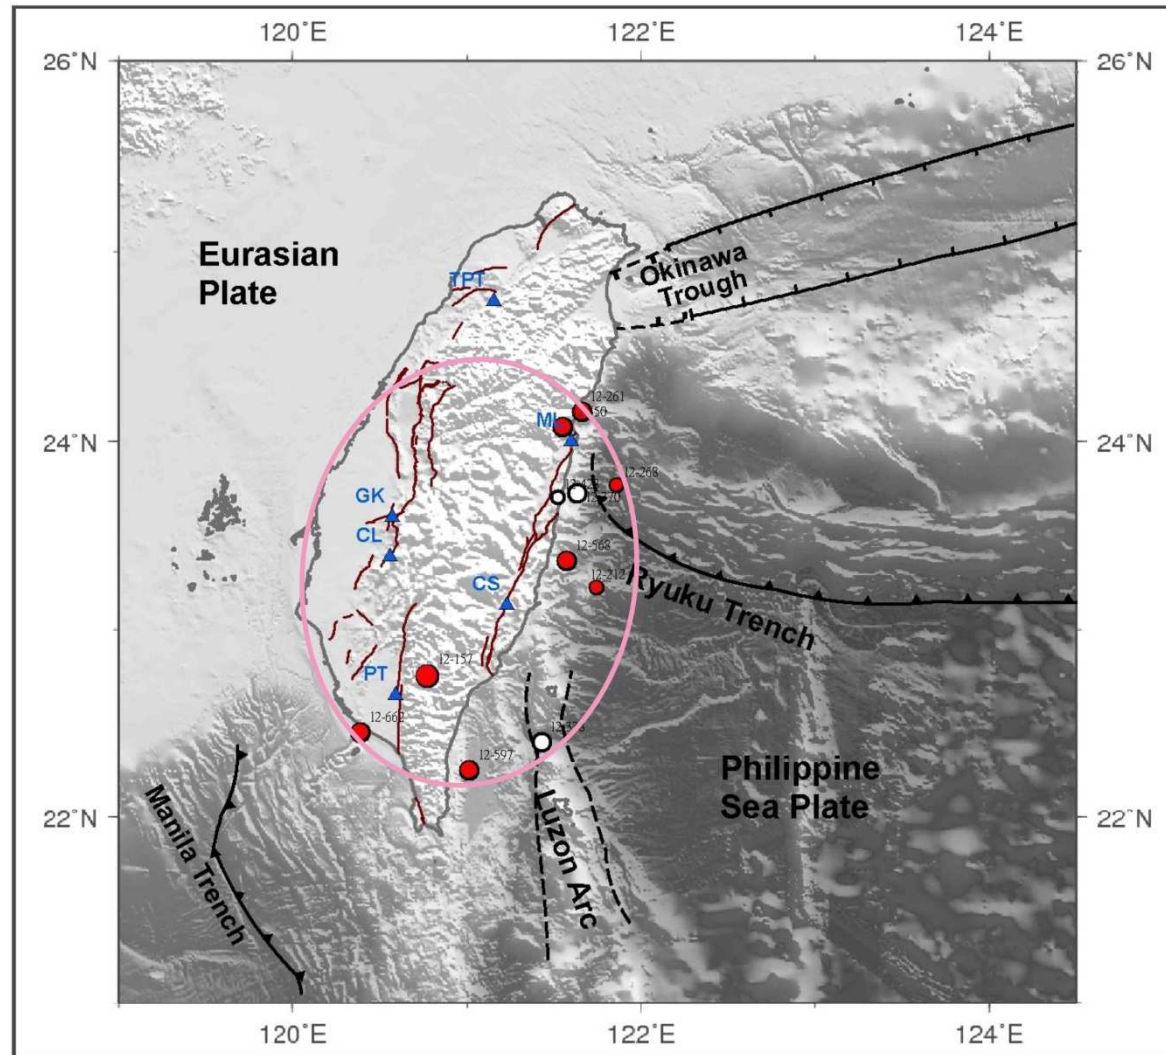 120°E 122°E 124°E
26°N 26°N
Eurasian
Plate
Okinawa
Trough
TPT
12-261
ML
24°N 24°N
12-268
GK
CL
12-568
CS
12-212
Ryuku Trench
12-157
PT
12-662
12-597
Philippine
Sea Plate
Manila Trench
Luzon Arc
22°N 22°N
120°E 122°E 124°E